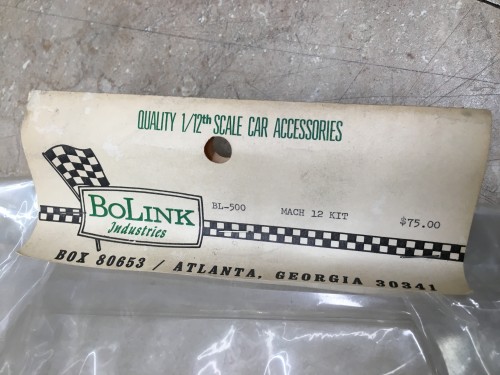 QUALITY 1/12th SCALE CAR ACCESSORIES
BOLINK
Industries
BL-500 MACH 12 KIT $75.00
BOX 80653 / ATLANTA, GEORGIA 30341